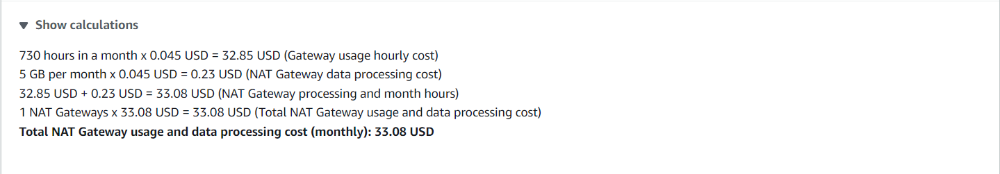 Show calculations
730 hours in a month x 0.045 USD = 32.85 USD (Gateway usage hourly cost)
5 GB per month x 0.045 USD = 0.23 USD (NAT Gateway data processing cost)
32.85 USD + 0.23 USD = 33.08 USD (NAT Gateway processing and month hours)
1 NAT Gateways x 33.08 USD = 33.08 USD (Total NAT Gateway usage and data processing cost)
Total NAT Gateway usage and data processing cost (monthly): 33.08 USD